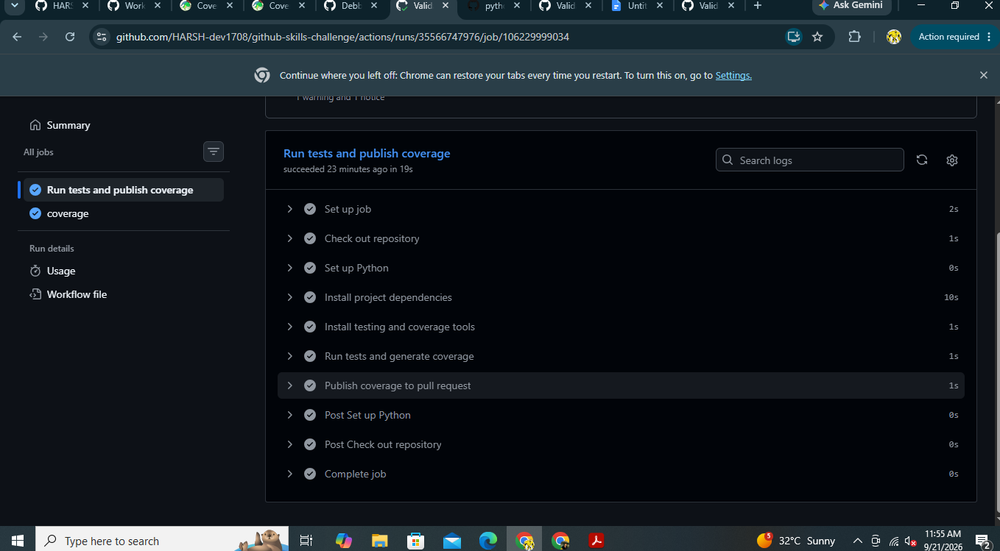 HARS
Work
Cove
Cove
Debb
Valid
pyth
Valid
Untit
Valid
Ask Gemini
github.com/HARSH-dev1708/github-skills-challenge/actions/runs/35566747976/job/106229999034
Action required
Continue where you left off: Chrome can restore your tabs every time you restart. To turn this on, go to Settings.
1 warning and 1 notice
Summary
All jobs
Run tests and publish coverage
coverage
Run details
Usage
Workflow file
Run tests and publish coverage
succeeded 23 minutes ago in 19s
Search logs
Set up job 2s
Check out repository 1s
Set up Python 0s
Install project dependencies 10s
Install testing and coverage tools 1s
Run tests and generate coverage 1s
Publish coverage to pull request 1s
Post Set up Python 0s
Post Check out repository 0s
Complete job 0s
Type here to search
5
32°C Sunny
11:55 AM
9/21/2026
2